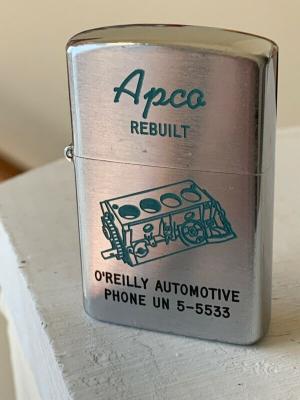 Apco
REBUILT
O'REILLY AUTOMOTIVE
PHONE UN 5-5533